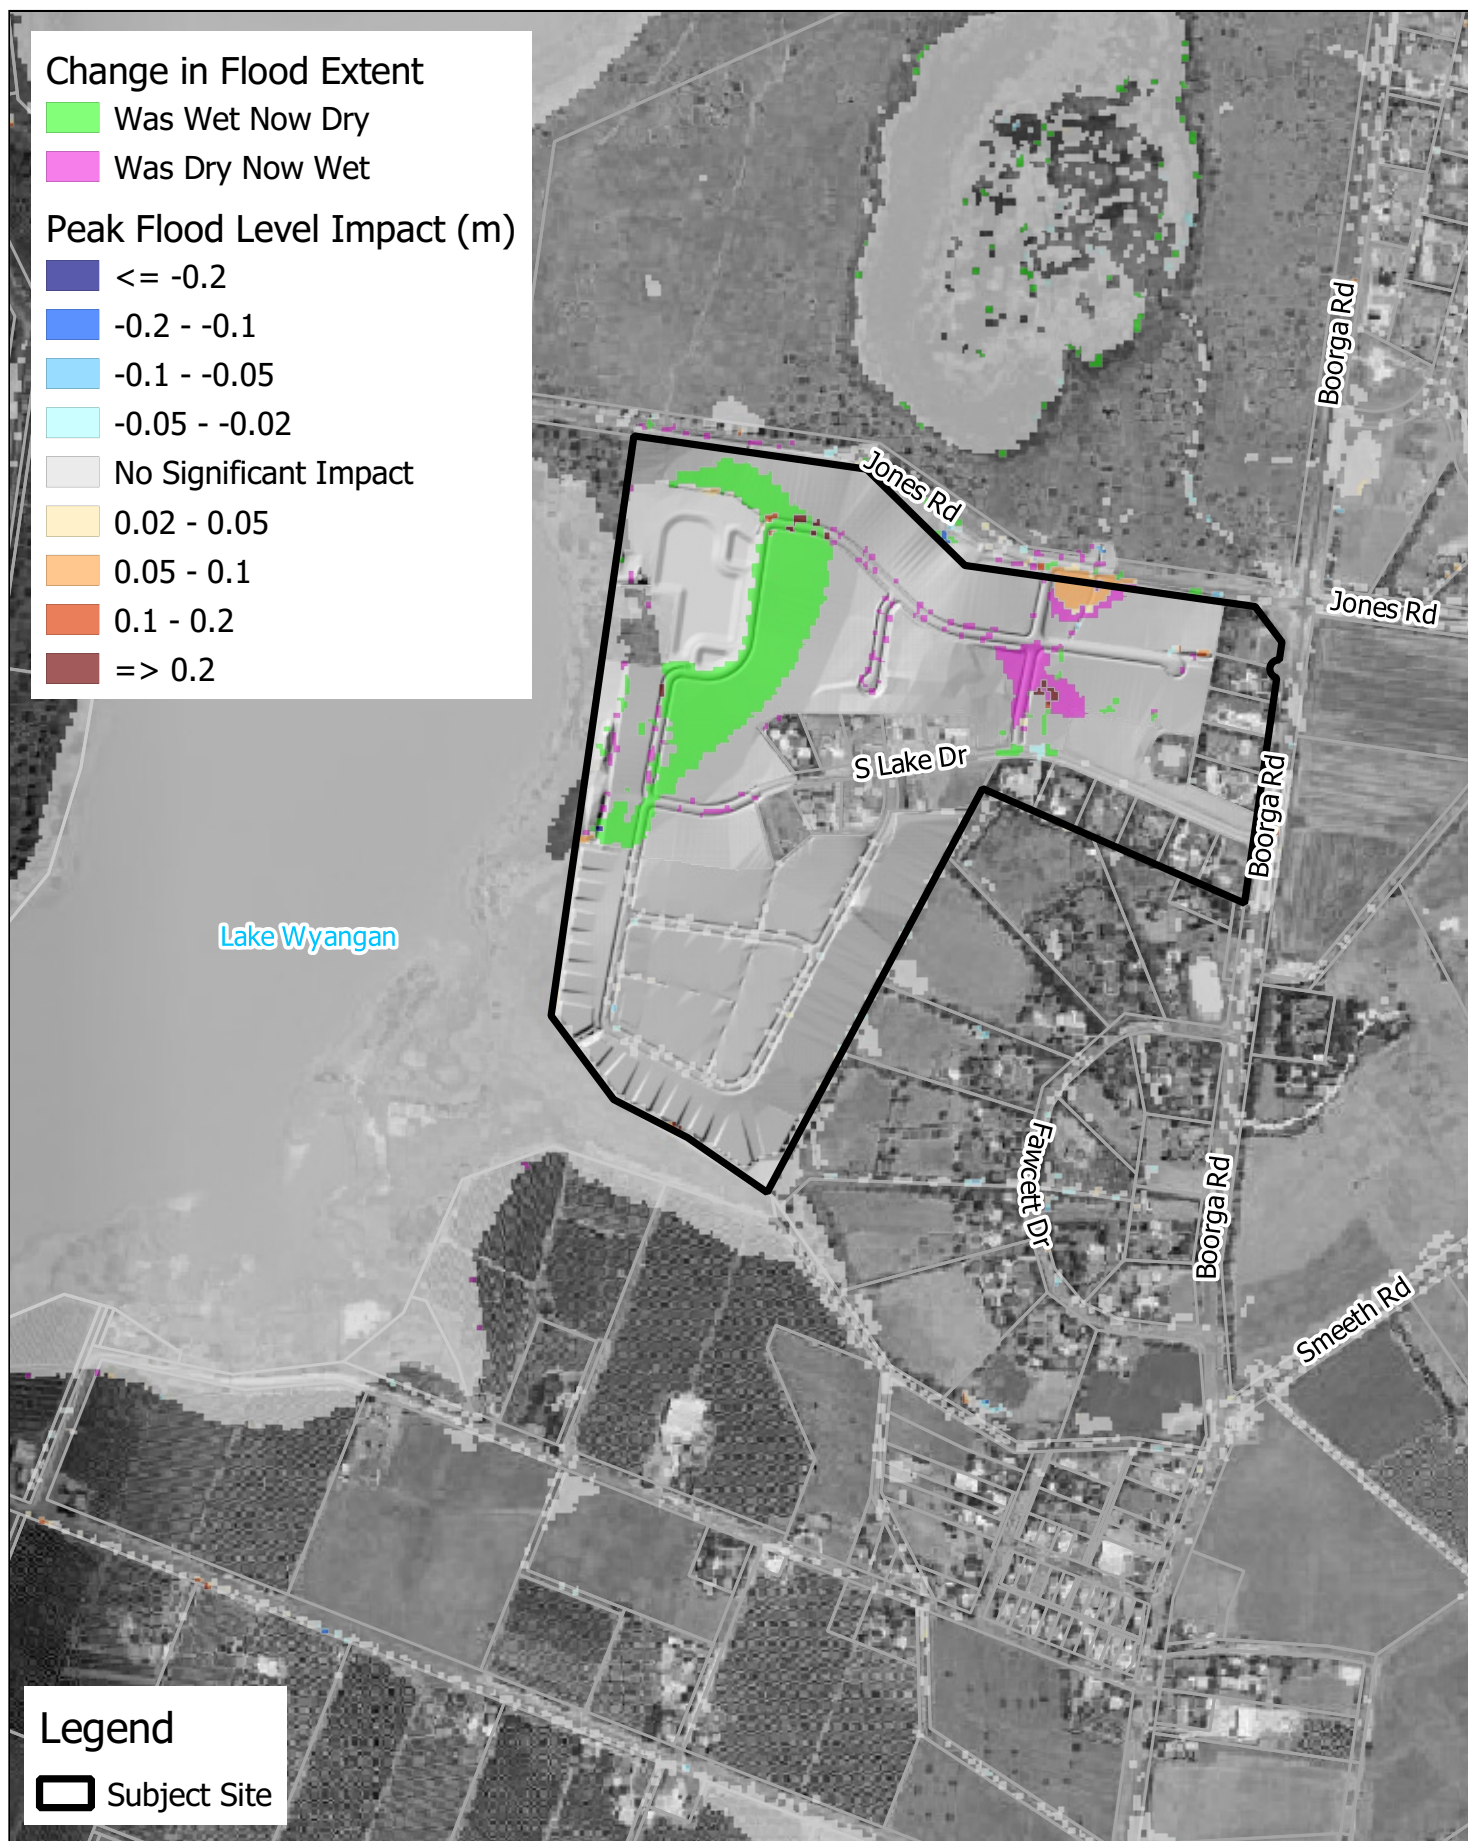 Change in Flood Extent
Was Wet Now Dry
Was Dry Now Wet
Peak Flood Level Impact (m)
<= -0.2
-0.2 - -0.1
-0.1 - -0.05
-0.05 - -0.02
No Significant Impact
0.02 - 0.05
0.05 - 0.1
0.1 - 0.2
=> 0.2
Boorga Rd
Jones Rd
Jones Rd
S Lake Dr
Boorga Rd
Lake Wyangan
Fawcett Dr
Boorga Rd
Smeeth Rd
Legend
Subject Site